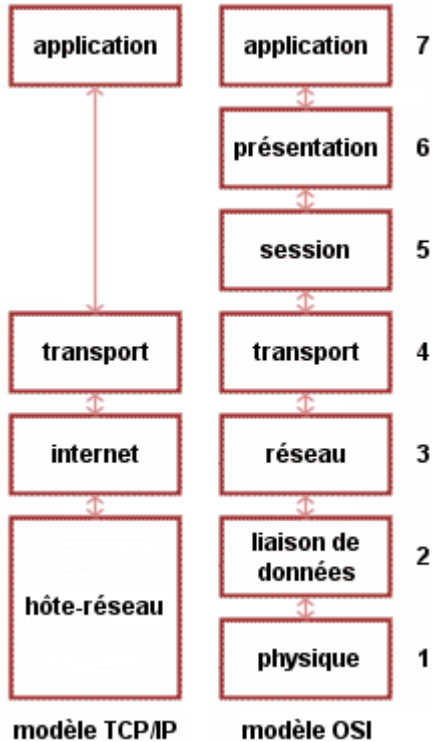 application
application
7
présentation
6
session
5
transport
transport
4
internet
réseau
3
liaison de
données
2
hôte-réseau
physique
1
modèle TCP/IP
modèle OSI